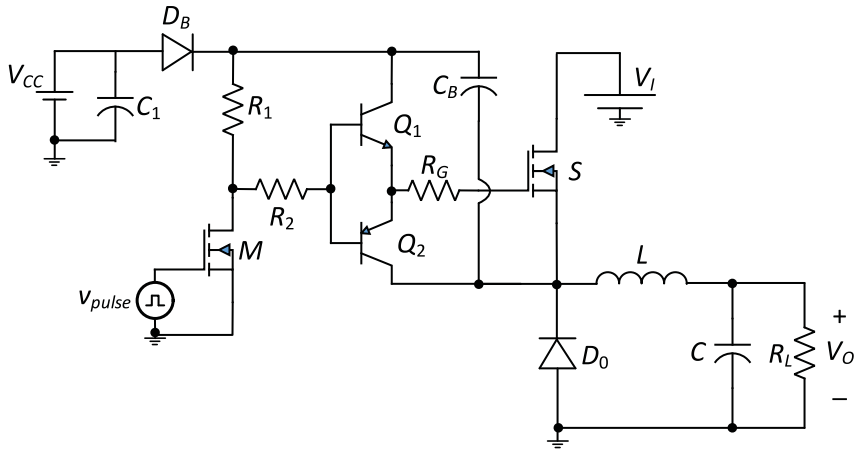 D_B
V_CC
C_1
R_1
C_B
V_I
Q_1
R_G
S
R_2
M
Q_2
v_pulse
L
D_0
C
R_L
+
V_O
−